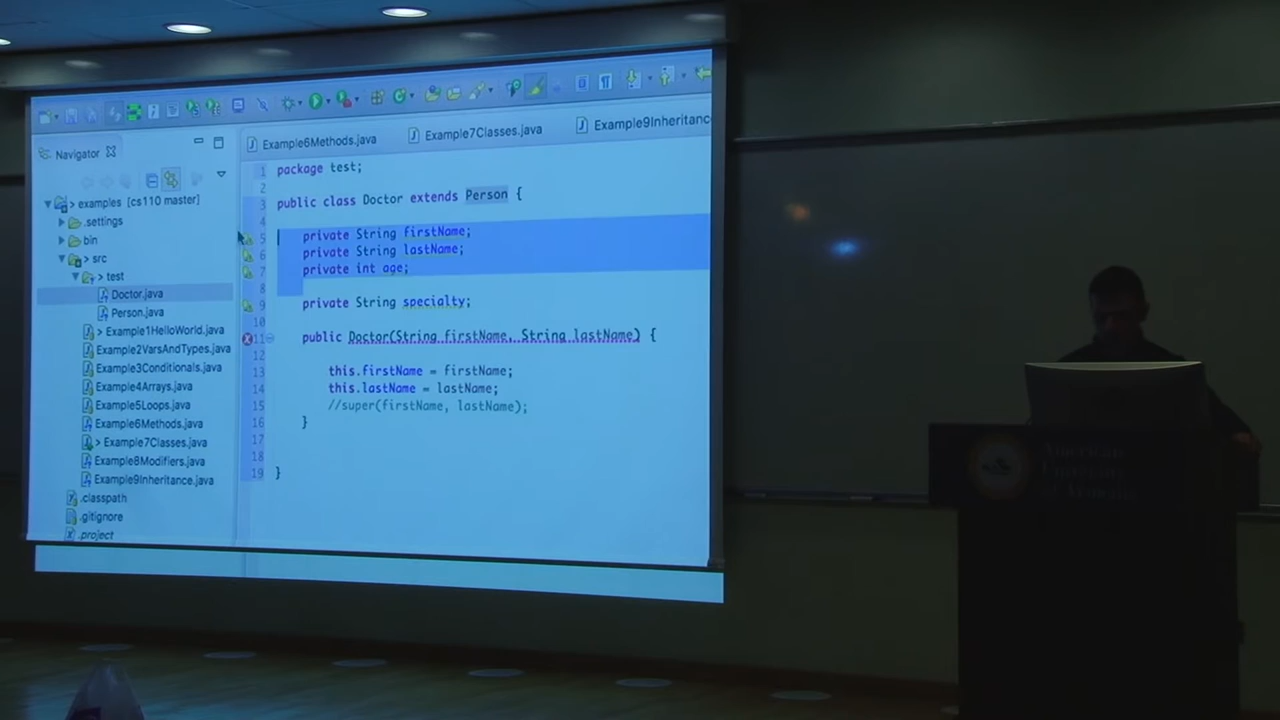 Example6Methods.java
Example7Classes.java
Example9Inheritanc
Navigator
> examples [cs110 master]
.settings
bin
> src
> test
Doctor.java
Person.java
> Example1HelloWorld.java
Example2VarsAndTypes.java
Example3Conditionals.java
Example4Arrays.java
Example5Loops.java
Example6Methods.java
> Example7Classes.java
Example8Modifiers.java
Example9Inheritance.java
.classpath
.gitignore
.project
1 package test;
2
3 public class Doctor extends Person {
4
5 private String firstName;
6 private String lastName;
7 private int age;
8
9 private String specialty;
10
11 public Doctor(String firstName, String lastName) {
12
13 this.firstName = firstName;
14 this.lastName = lastName;
15 //super(firstName, lastName);
16 }
17
18
19 }
American
University
of Armenia